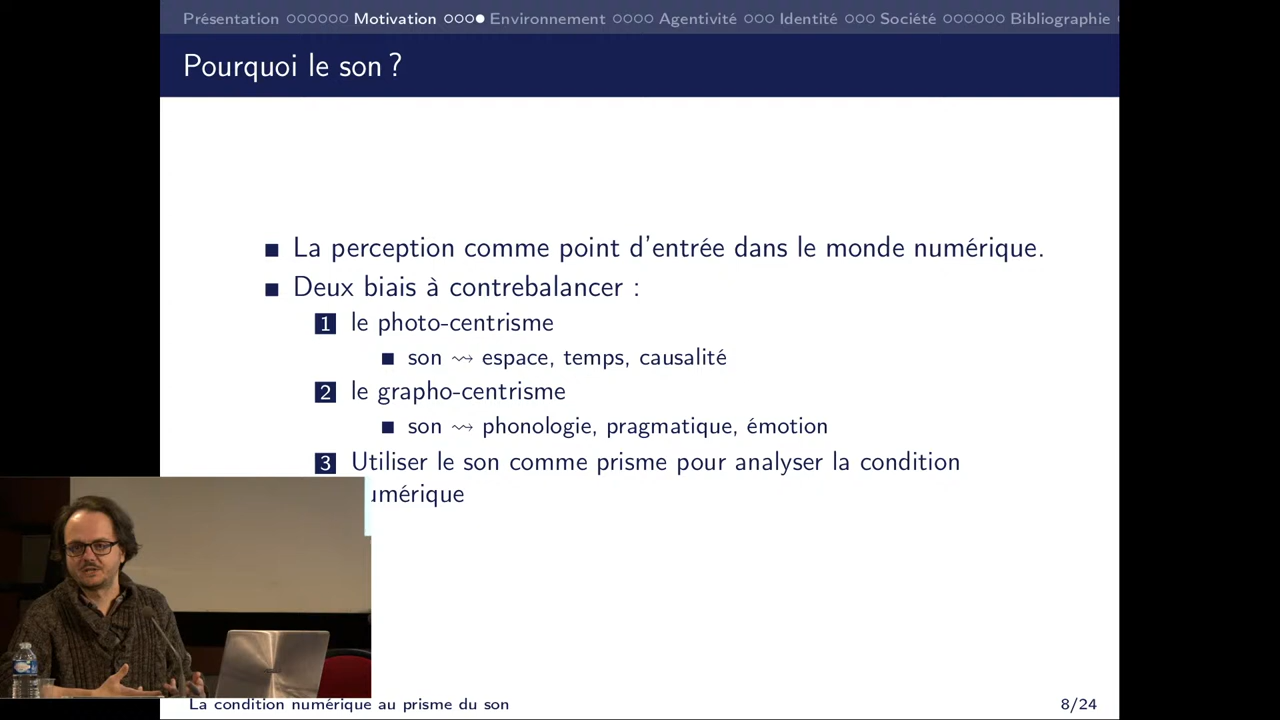 Présentation Motivation Environnement Agentivité Identité Société Bibliographie
Pourquoi le son ?
La perception comme point d'entrée dans le monde numérique.
Deux biais à contrebalancer :
1 le photo-centrisme
son ⇝ espace, temps, causalité
2 le grapho-centrisme
son ⇝ phonologie, pragmatique, émotion
3 Utiliser le son comme prisme pour analyser la condition
umérique
La condition numérique au prisme du son 8/24